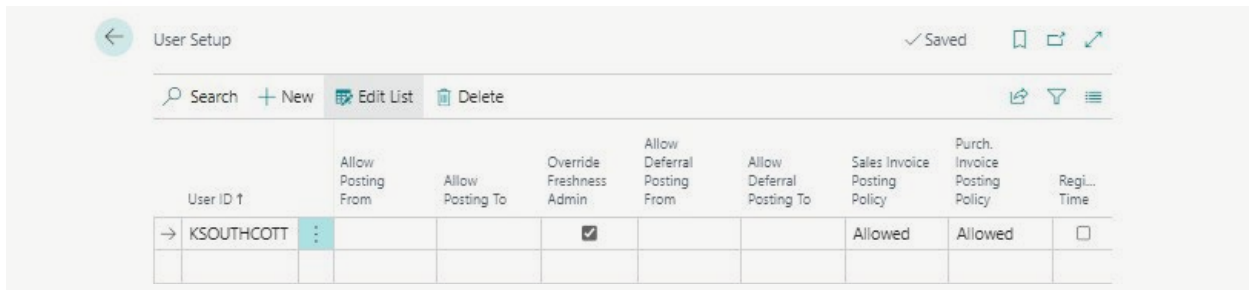 User Setup
Saved
Search
New
Edit List
Delete
User ID ↑
Allow
Posting
From
Allow
Posting To
Override
Freshness
Admin
Allow
Deferral
Posting
From
Allow
Deferral
Posting To
Sales Invoice
Posting
Policy
Purch.
Invoice
Posting
Policy
Regi...
Time
KSOUTHCOTT
Allowed
Allowed